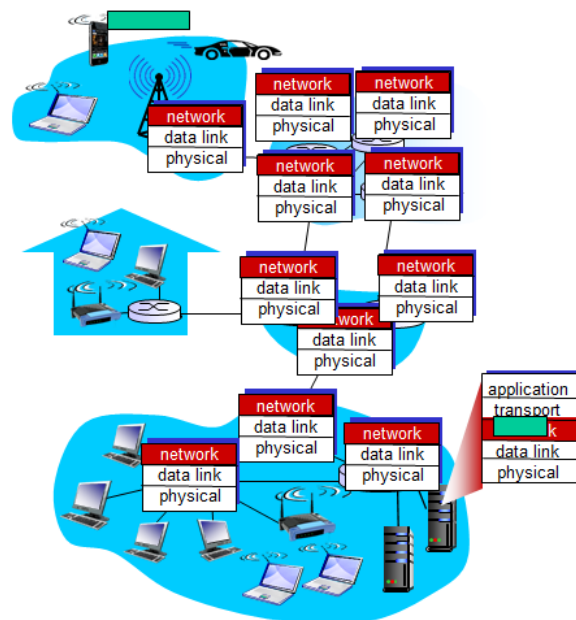 network
data link
physical
network
data link
physical
network
data link
physical
network
data link
physical
network
data link
physical
network
data link
physical
network
data link
physical
network
data link
physical
application
transport
k
data link
physical
network
data link
physical
network
data link
physical
network
data link
physical